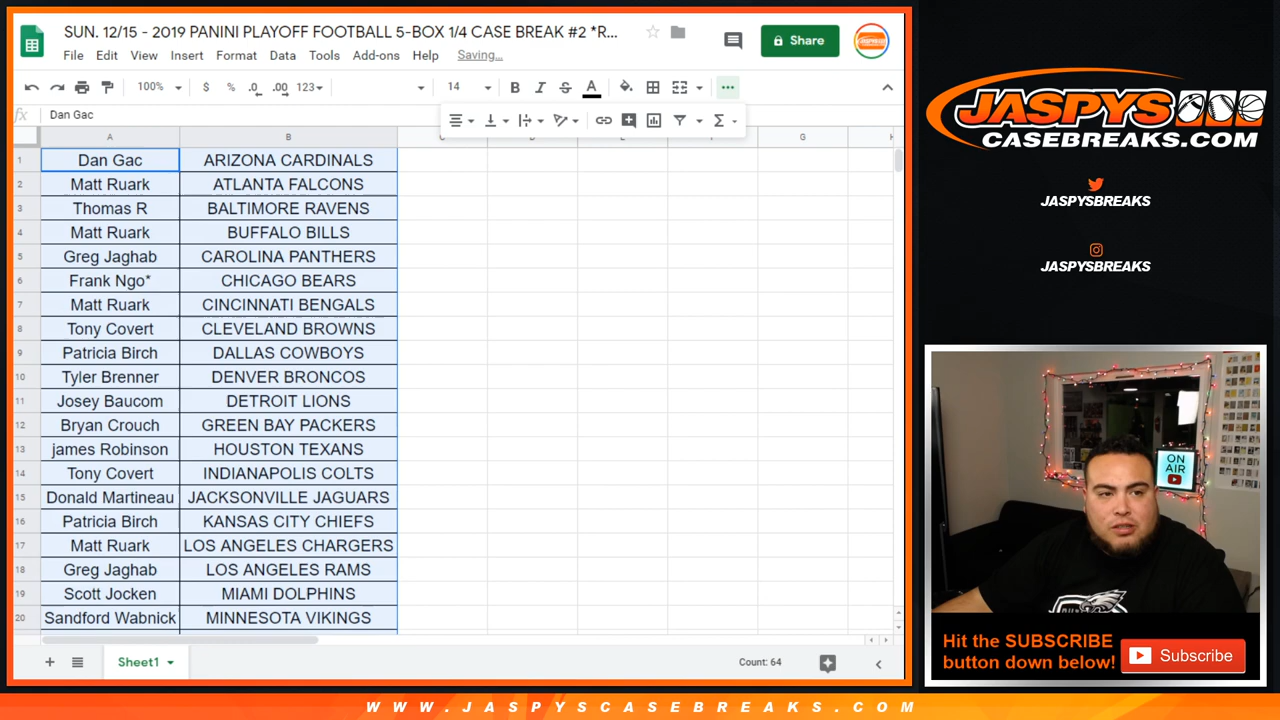 SUN. 12/15 - 2019 PANINI PLAYOFF FOOTBALL 5-BOX 1/4 CASE BREAK #2 *R...
File Edit View Insert Format Data Tools Add-ons Help Saving...
Share
100% $ % .0 .00 123 14 B I S A
fx Dan Gac
A B C D E F G H
1 Dan Gac ARIZONA CARDINALS
2 Matt Ruark ATLANTA FALCONS
3 Thomas R BALTIMORE RAVENS
4 Matt Ruark BUFFALO BILLS
5 Greg Jaghab CAROLINA PANTHERS
6 Frank Ngo* CHICAGO BEARS
7 Matt Ruark CINCINNATI BENGALS
8 Tony Covert CLEVELAND BROWNS
9 Patricia Birch DALLAS COWBOYS
10 Tyler Brenner DENVER BRONCOS
11 Josey Baucom DETROIT LIONS
12 Bryan Crouch GREEN BAY PACKERS
13 james Robinson HOUSTON TEXANS
14 Tony Covert INDIANAPOLIS COLTS
15 Donald Martineau JACKSONVILLE JAGUARS
16 Patricia Birch KANSAS CITY CHIEFS
17 Matt Ruark LOS ANGELES CHARGERS
18 Greg Jaghab LOS ANGELES RAMS
19 Scott Jocken MIAMI DOLPHINS
20 Sandford Wabnick MINNESOTA VIKINGS
Sheet1
Count: 64
JASPYS
CASEBREAKS.COM
JASPYSBREAKS
JASPYSBREAKS
ON
AIR
Hit the SUBSCRIBE
button down below!
Subscribe
WWW.JASPYSCASEBREAKS.COM